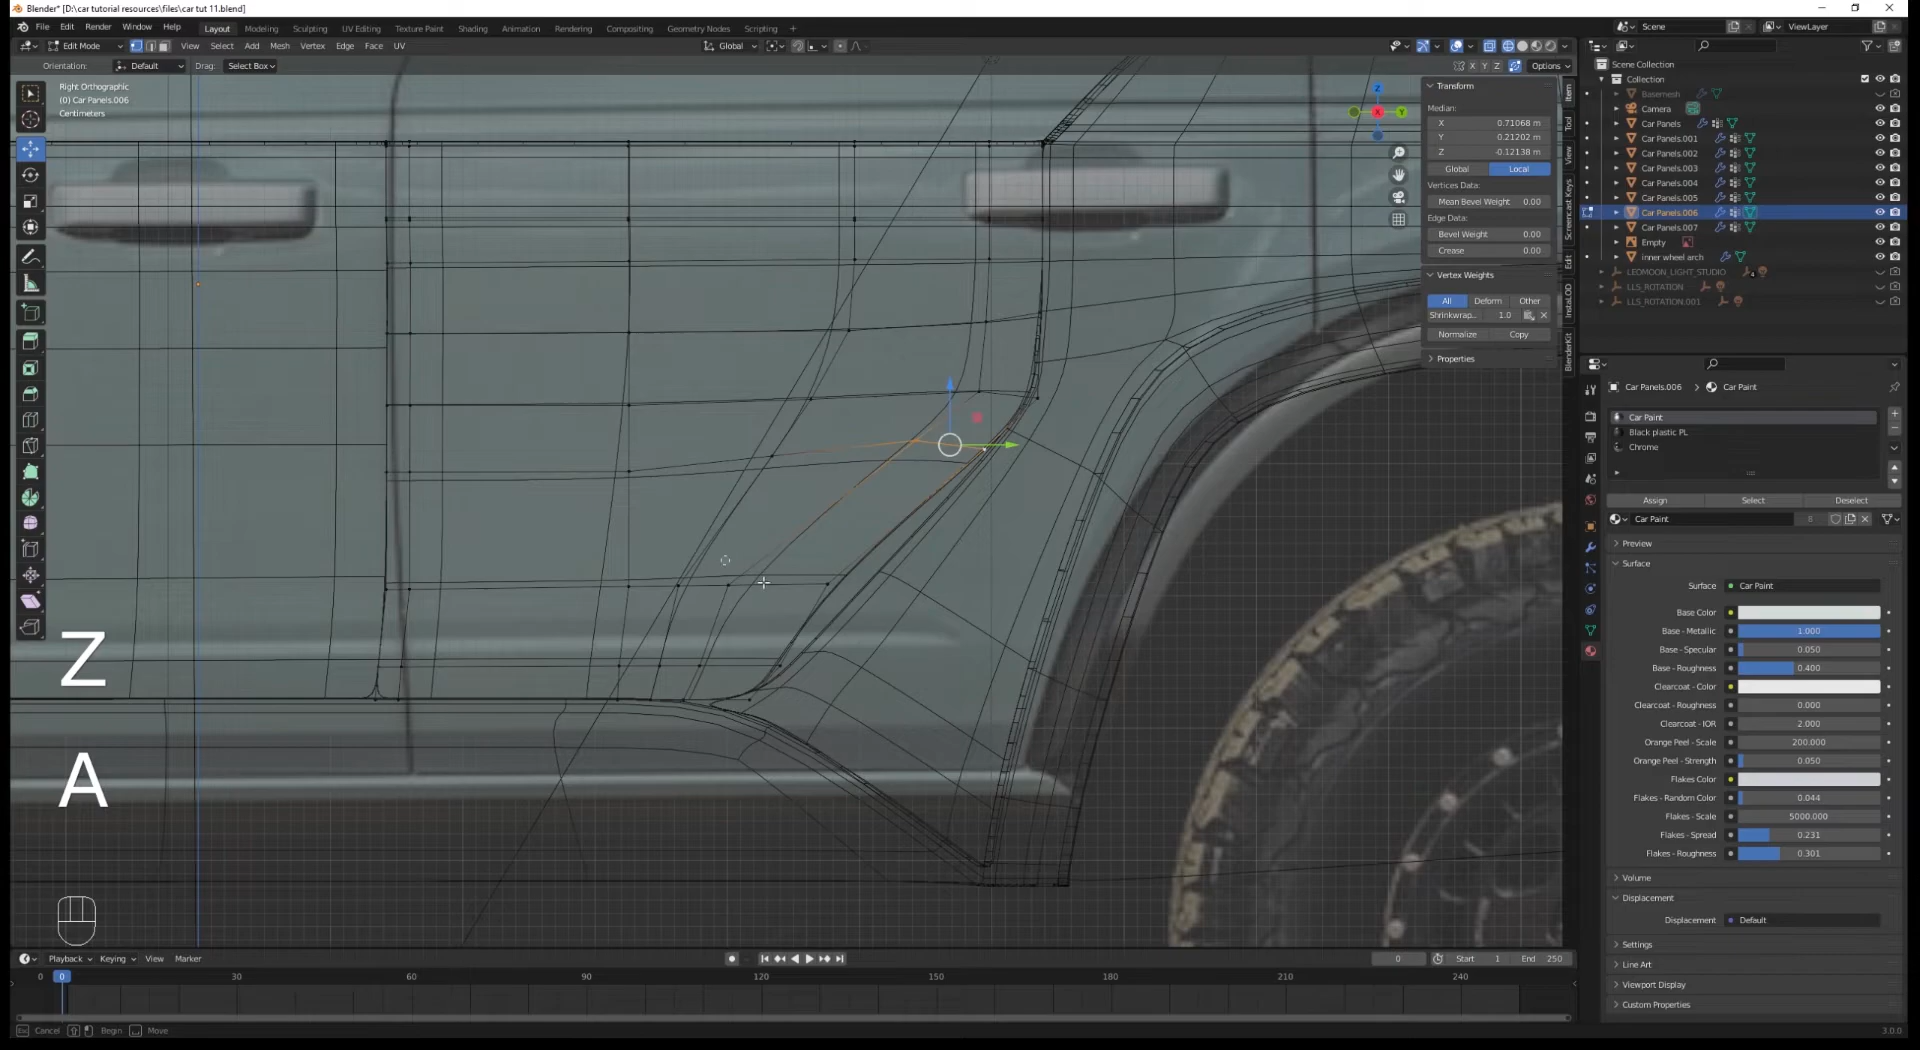 Blender* [D:\car tutorial resources\files\car tut 11.blend]
File Edit Render Window Help
Layout Modeling Sculpting UV Editing Texture Paint Shading Animation Rendering Compositing Geometry Nodes Scripting +
Scene
ViewLayer
Edit Mode View Select Add Mesh Vertex Edge Face UV
Global
Orientation: Default Drag: Select Box
X Y Z Options
Right Orthographic
(0) Car Panels.006
Centimeters
Z
A
Transform
Median:
X 0.71068 m
Y 0.21202 m
Z -0.12138 m
Global Local
Vertices Data:
Mean Bevel Weight 0.00
Edge Data:
Bevel Weight 0.00
Crease 0.00
Vertex Weights
All Deform Other
Shrinkwrap... 1.0
Normalize Copy
Properties
Item
Tool
View
Screencast Keys
Edit
InstaLOD
BlenderKit
Z
X
Y
Scene Collection
Collection
Basemesh
Camera
Car Panels
Car Panels.001
Car Panels.002
Car Panels.003
Car Panels.004
Car Panels.005
Car Panels.006
Car Panels.007
Empty
inner wheel arch
LEOMOON_LIGHT_STUDIO 4
LLS_ROTATION
LLS_ROTATION.001
Car Panels.006 > Car Paint
Car Paint
Black plastic PL
Chrome
Assign Select Deselect
Car Paint 8
Preview
Surface
Surface Car Paint
Base Color
Base - Metallic 1.000
Base - Specular 0.050
Base - Roughness 0.400
Clearcoat - Color
Clearcoat - Roughness 0.000
Clearcoat - IOR 2.000
Orange Peel - Scale 200.000
Orange Peel - Strength 0.050
Flakes Color
Flakes - Random Color 0.044
Flakes - Scale 5000.000
Flakes - Spread 0.231
Flakes - Roughness 0.301
Volume
Displacement
Displacement Default
Settings
Line Art
Viewport Display
Custom Properties
Playback Keying View Marker
0 Start 1 End 250
0 0 30 60 90 120 150 180 210 240
Esc Cancel Begin Move
3.0.0